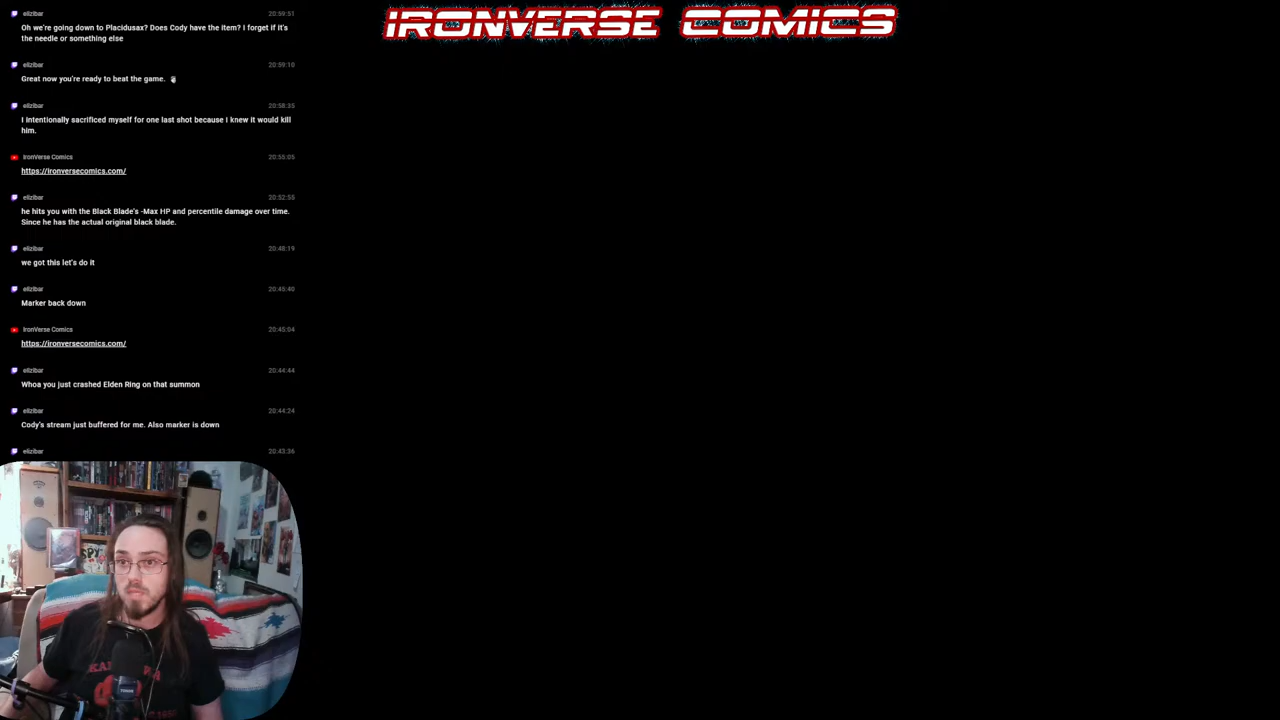 IRONVERSE COMICS
elizibar 20:59:51
Oh we're going down to Placidusax? Does Cody have the item? I forget if it's
the needle or something else
elizibar 20:59:10
Great now you're ready to beat the game.
elizibar 20:58:35
I intentionally sacrificed myself for one last shot because I knew it would kill
him.
IronVerse Comics 20:55:05
https://ironversecomics.com/
elizibar 20:52:55
he hits you with the Black Blade's -Max HP and percentile damage over time.
Since he has the actual original black blade.
elizibar 20:48:19
we got this let's do it
elizibar 20:45:40
Marker back down
IronVerse Comics 20:45:04
https://ironversecomics.com/
elizibar 20:44:44
Whoa you just crashed Elden Ring on that summon
elizibar 20:44:24
Cody's stream just buffered for me. Also marker is down
elizibar 20:43:36
SPY